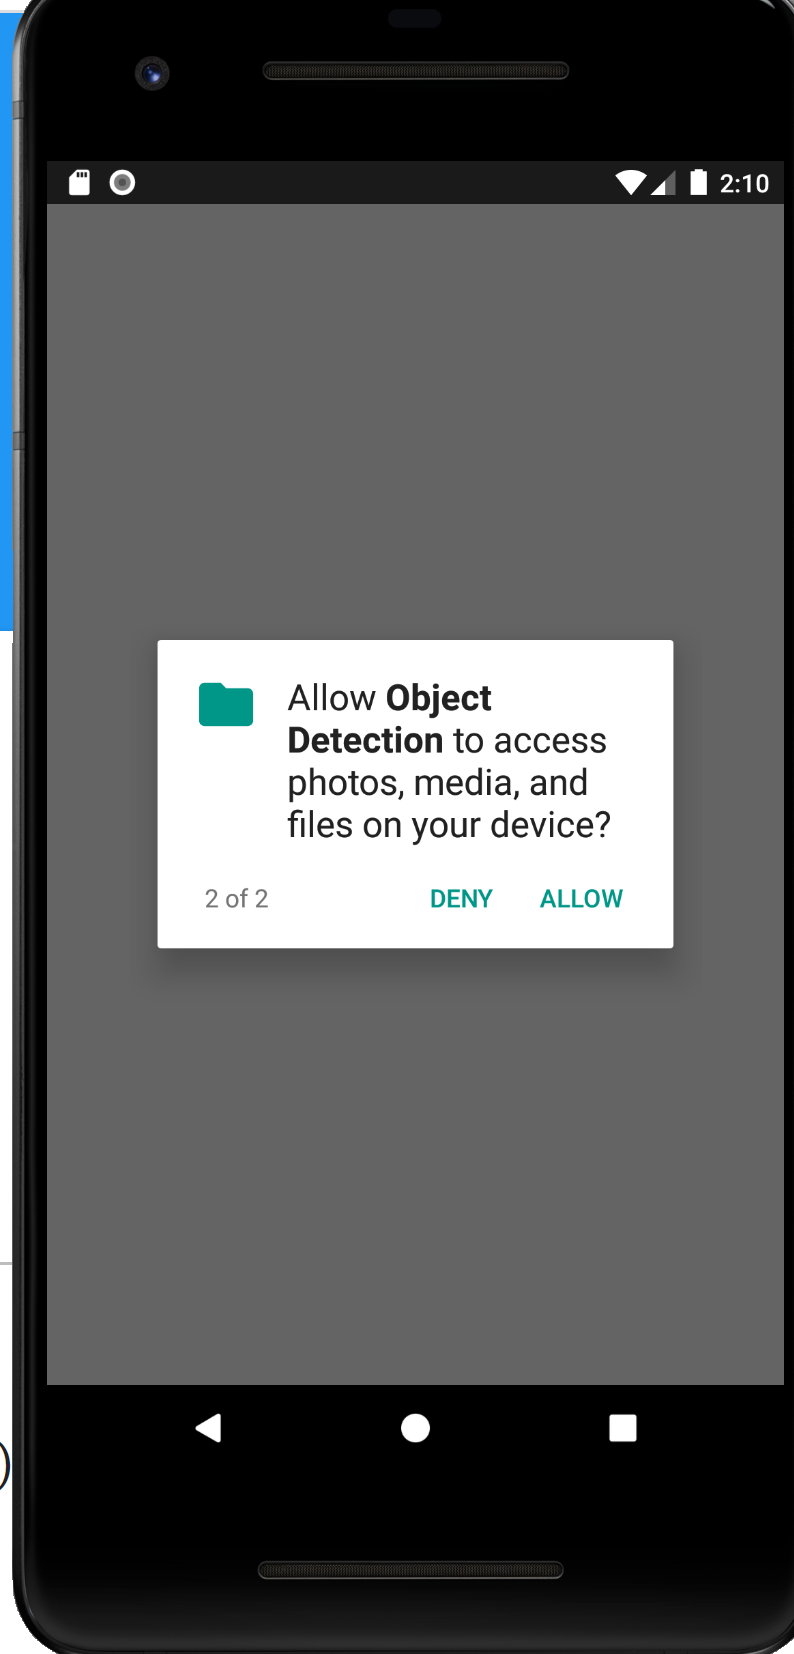 2:10
Allow Object
Detection to access
photos, media, and
files on your device?
2 of 2
DENY ALLOW
)